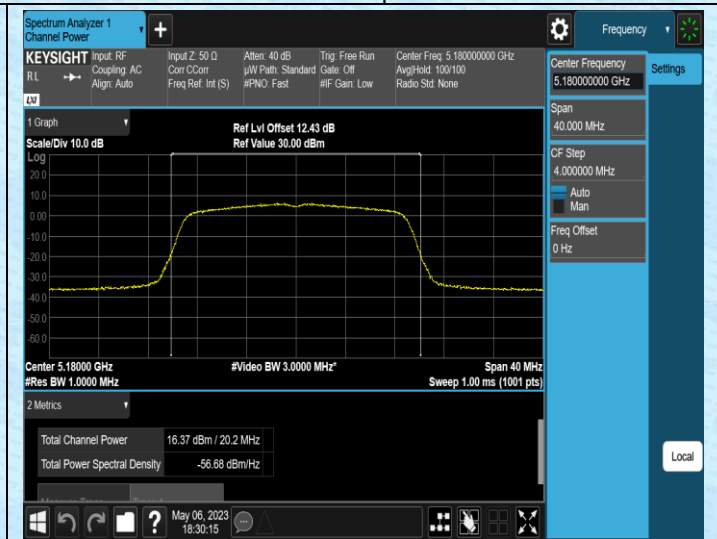 Spectrum Analyzer 1
Channel Power
+
Frequency
KEYSIGHT
RL
LXI
Input: RF
Coupling: AC
Align: Auto
Input Z: 50 Ω
Corr CCorr
Freq Ref: Int (S)
Atten: 40 dB
µW Path: Standard
#PNO: Fast
Trig: Free Run
Gate: Off
#IF Gain: Low
Center Freq: 5.180000000 GHz
Avg|Hold: 100/100
Radio Std: None
Center Frequency
5.180000000 GHz
Settings
Span
40.000 MHz
CF Step
4.000000 MHz
Auto
Man
Freq Offset
0 Hz
1 Graph
Scale/Div 10.0 dB
Ref Lvl Offset 12.43 dB
Ref Value 30.00 dBm
Log
20.0
10.0
0.00
-10.0
-20.0
-30.0
-40.0
-50.0
-60.0
Center 5.18000 GHz
#Video BW 3.0000 MHz*
Span 40 MHz
#Res BW 1.0000 MHz
Sweep 1.00 ms (1001 pts)
2 Metrics
Total Channel Power 16.37 dBm / 20.2 MHz
Total Power Spectral Density -56.68 dBm/Hz
Local
?
May 06, 2023
18:30:15